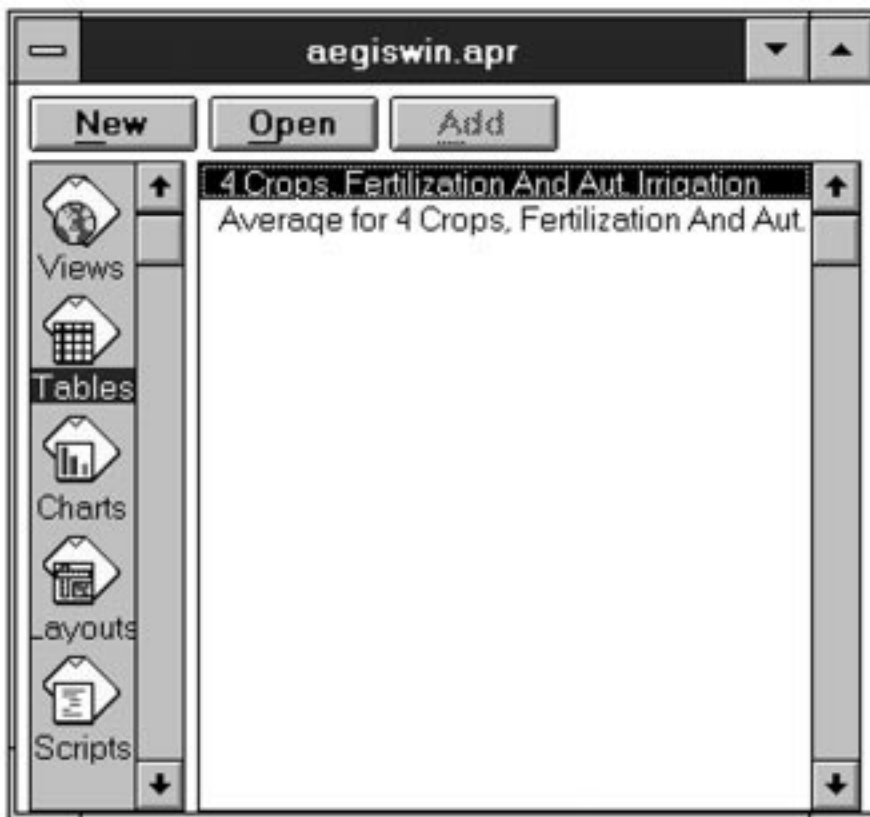 aegiswin.apr
New Open Add
4 Crops, Fertilization And Aut. Irrigation
Average for 4 Crops, Fertilization And Aut.
Views
Tables
Charts
Layouts
Scripts